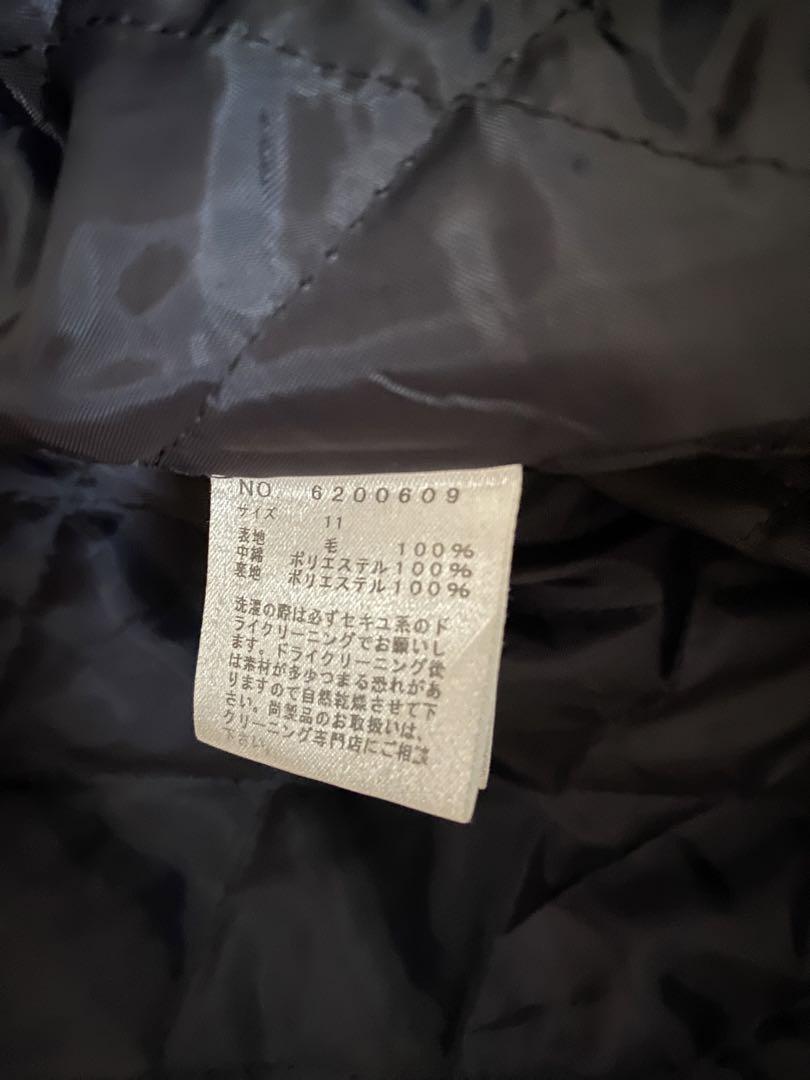 NO 6200609
サイズ 11
表地 毛 100%
中綿 ポリエステル100%
裏地 ポリエステル100%
洗濯の際は必ずセキユ系のド
ライクリーニングでお願いし
ます。ドライクリーニング後
は素材が多少つまる恐れがあ
りますので自然乾燥させて下
さい。尚製品のお取扱いは、
クリーニング専門店にご相談
下さい。